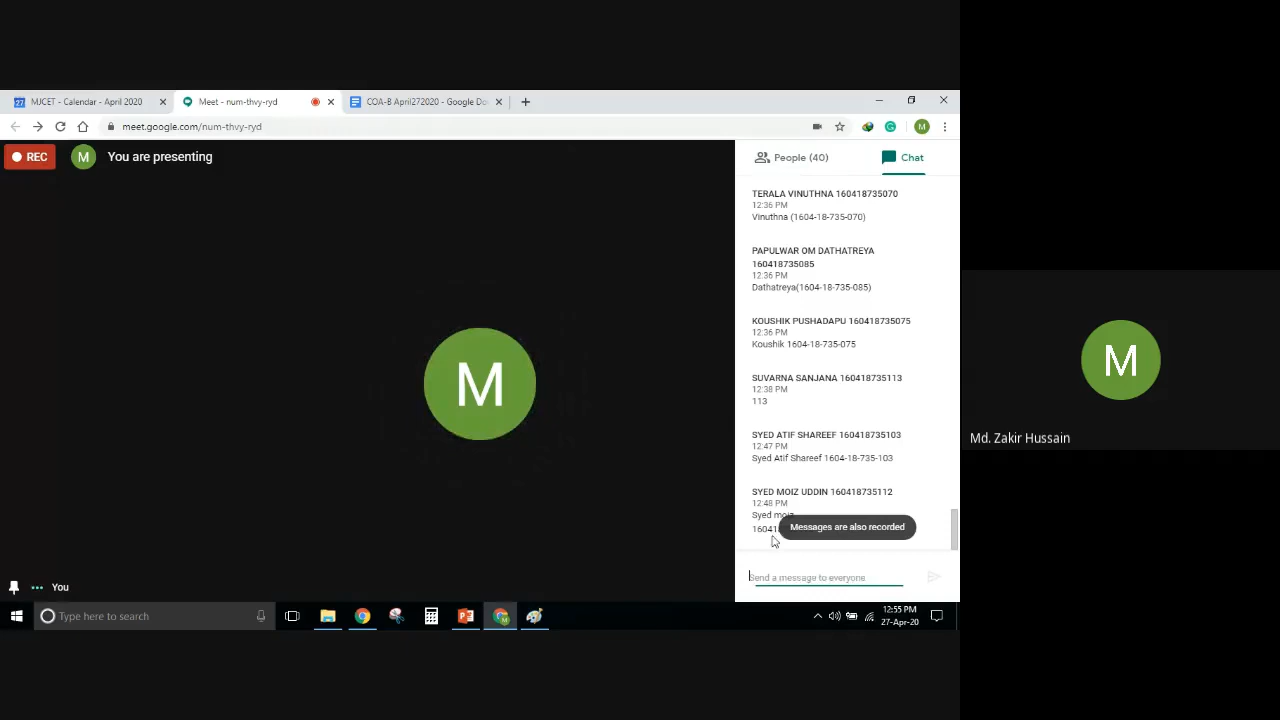 MJCET - Calendar - April 2020
Meet - num-thvy-ryd
COA-B April272020 - Google Do
meet.google.com/num-thvy-ryd
M
REC
M
You are presenting
People (40)
Chat
TERALA VINUTHNA 160418735070
12:36 PM
Vinuthna (1604-18-735-070)
PAPULWAR OM DATHATREYA
160418735085
12:36 PM
Dathatreya(1604-18-735-085)
KOUSHIK PUSHADAPU 160418735075
12:36 PM
Koushik 1604-18-735-075
SUVARNA SANJANA 160418735113
12:38 PM
113
SYED ATIF SHAREEF 160418735103
12:47 PM
Syed Atif Shareef 1604-18-735-103
SYED MOIZ UDDIN 160418735112
12:48 PM
Syed moiz
16041
Messages are also recorded
Send a message to everyone
M
You
M
Md. Zakir Hussain
Type here to search
12:55 PM
27-Apr-20